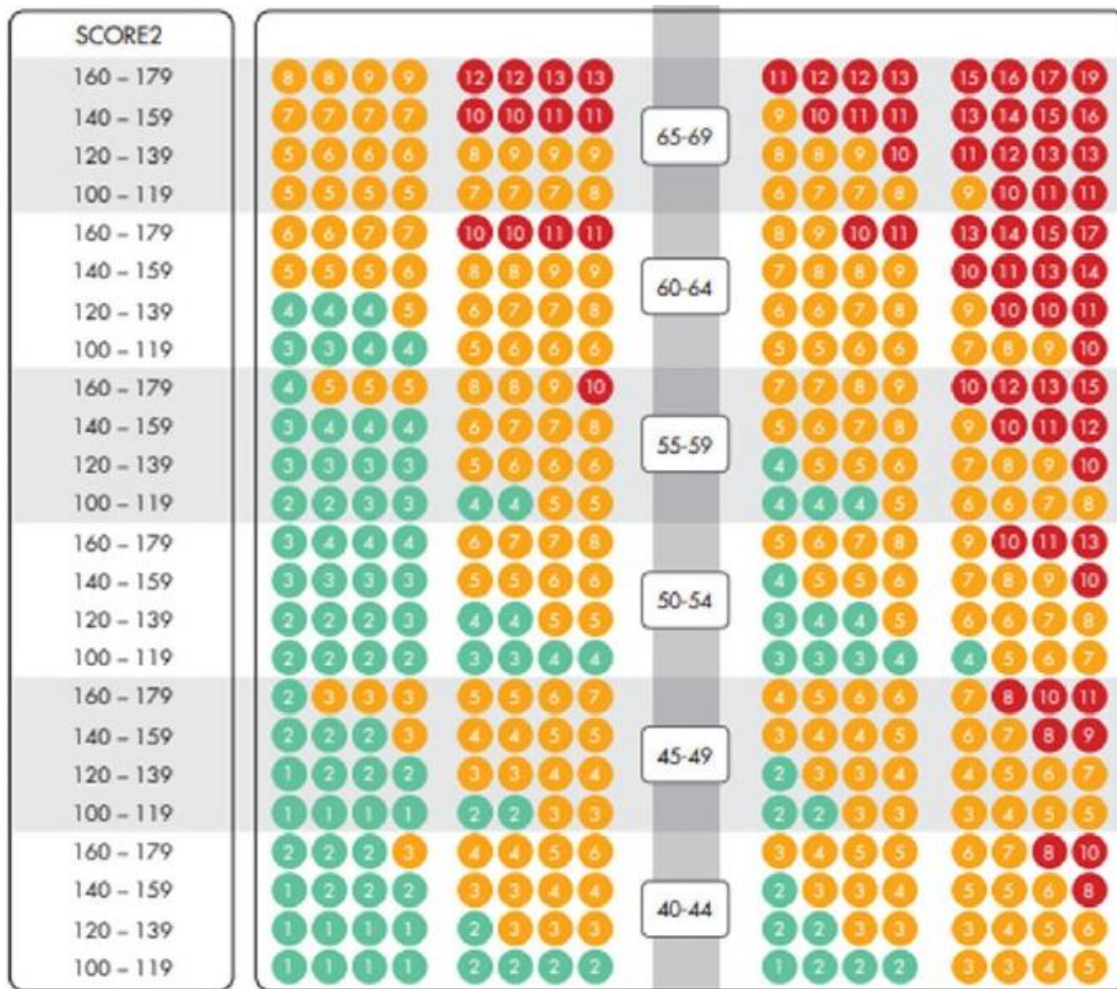 SCORE2
160 – 179 8 8 9 9 12 12 13 13 11 12 12 13 15 16 17 19
140 – 159 7 7 7 7 10 10 11 11 9 10 11 11 13 14 15 16
65-69
120 – 139 5 6 6 6 8 9 9 9 8 8 9 10 11 12 13 13
100 – 119 5 5 5 5 7 7 7 8 6 7 7 8 9 10 11 11
160 – 179 6 6 7 7 10 10 11 11 8 9 10 11 13 14 15 17
140 – 159 5 5 5 6 8 8 9 9 7 8 8 9 10 11 13 14
60-64
120 – 139 4 4 4 5 6 7 7 8 6 6 7 8 9 10 10 11
100 – 119 3 3 4 4 5 6 6 6 5 5 6 6 7 8 9 10
160 – 179 4 5 5 5 8 8 9 10 7 7 8 9 10 12 13 15
140 – 159 3 4 4 4 6 7 7 8 5 6 7 8 9 10 11 12
55-59
120 – 139 3 3 3 3 5 6 6 6 4 5 5 6 7 8 9 10
100 – 119 2 2 3 3 4 4 5 5 4 4 4 5 6 6 7 8
160 – 179 3 4 4 4 6 7 7 8 5 6 7 8 9 10 11 13
140 – 159 3 3 3 3 5 5 6 6 4 5 5 6 7 8 9 10
50-54
120 – 139 2 2 2 3 4 4 5 5 3 4 4 5 6 6 7 8
100 – 119 2 2 2 2 3 3 4 4 3 3 3 4 4 5 6 7
160 – 179 2 3 3 3 5 5 6 7 4 5 6 6 7 8 10 11
140 – 159 2 2 2 3 4 4 5 5 3 4 4 5 6 7 8 9
45-49
120 – 139 1 2 2 2 3 3 4 4 2 3 3 4 4 5 6 7
100 – 119 1 1 1 1 2 2 3 3 2 2 3 3 3 4 5 5
160 – 179 2 2 2 3 4 4 5 6 3 4 5 5 6 7 8 10
140 – 159 1 2 2 2 3 3 4 4 2 3 3 4 5 5 6 8
40-44
120 – 139 1 1 1 1 2 3 3 3 2 2 3 3 3 4 5 6
100 – 119 1 1 1 1 2 2 2 2 1 2 2 2 3 3 4 5